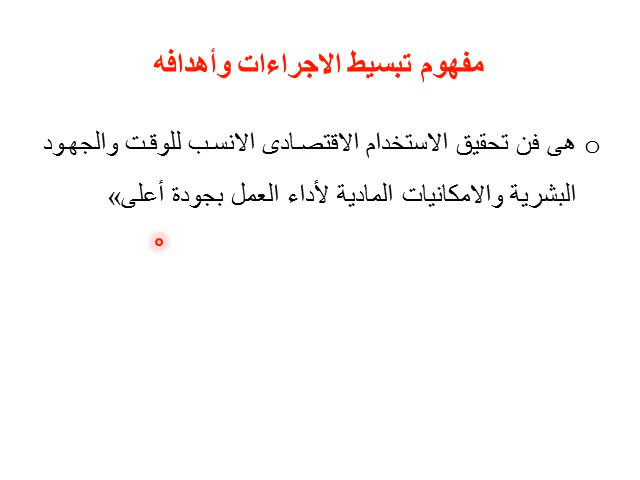 مفهوم تبسيط الاجراءات وأهدافه
o هى فن تحقيق الاستخدام الاقتصادى الانسب للوقت والجهود
البشرية والامكانيات المادية لأداء العمل بجودة أعلى»